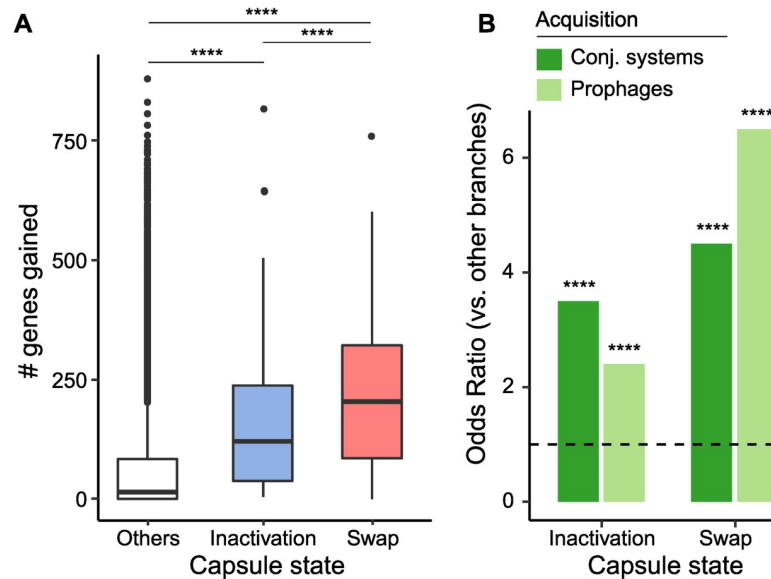 A
****
****
****
# genes gained
750
500
250
0
Others
Inactivation
Swap
Capsule state
B
Acquisition
Conj. systems
Prophages
Odds Ratio (vs. other branches)
6
4
2
0
****
****
****
****
Inactivation
Swap
Capsule state